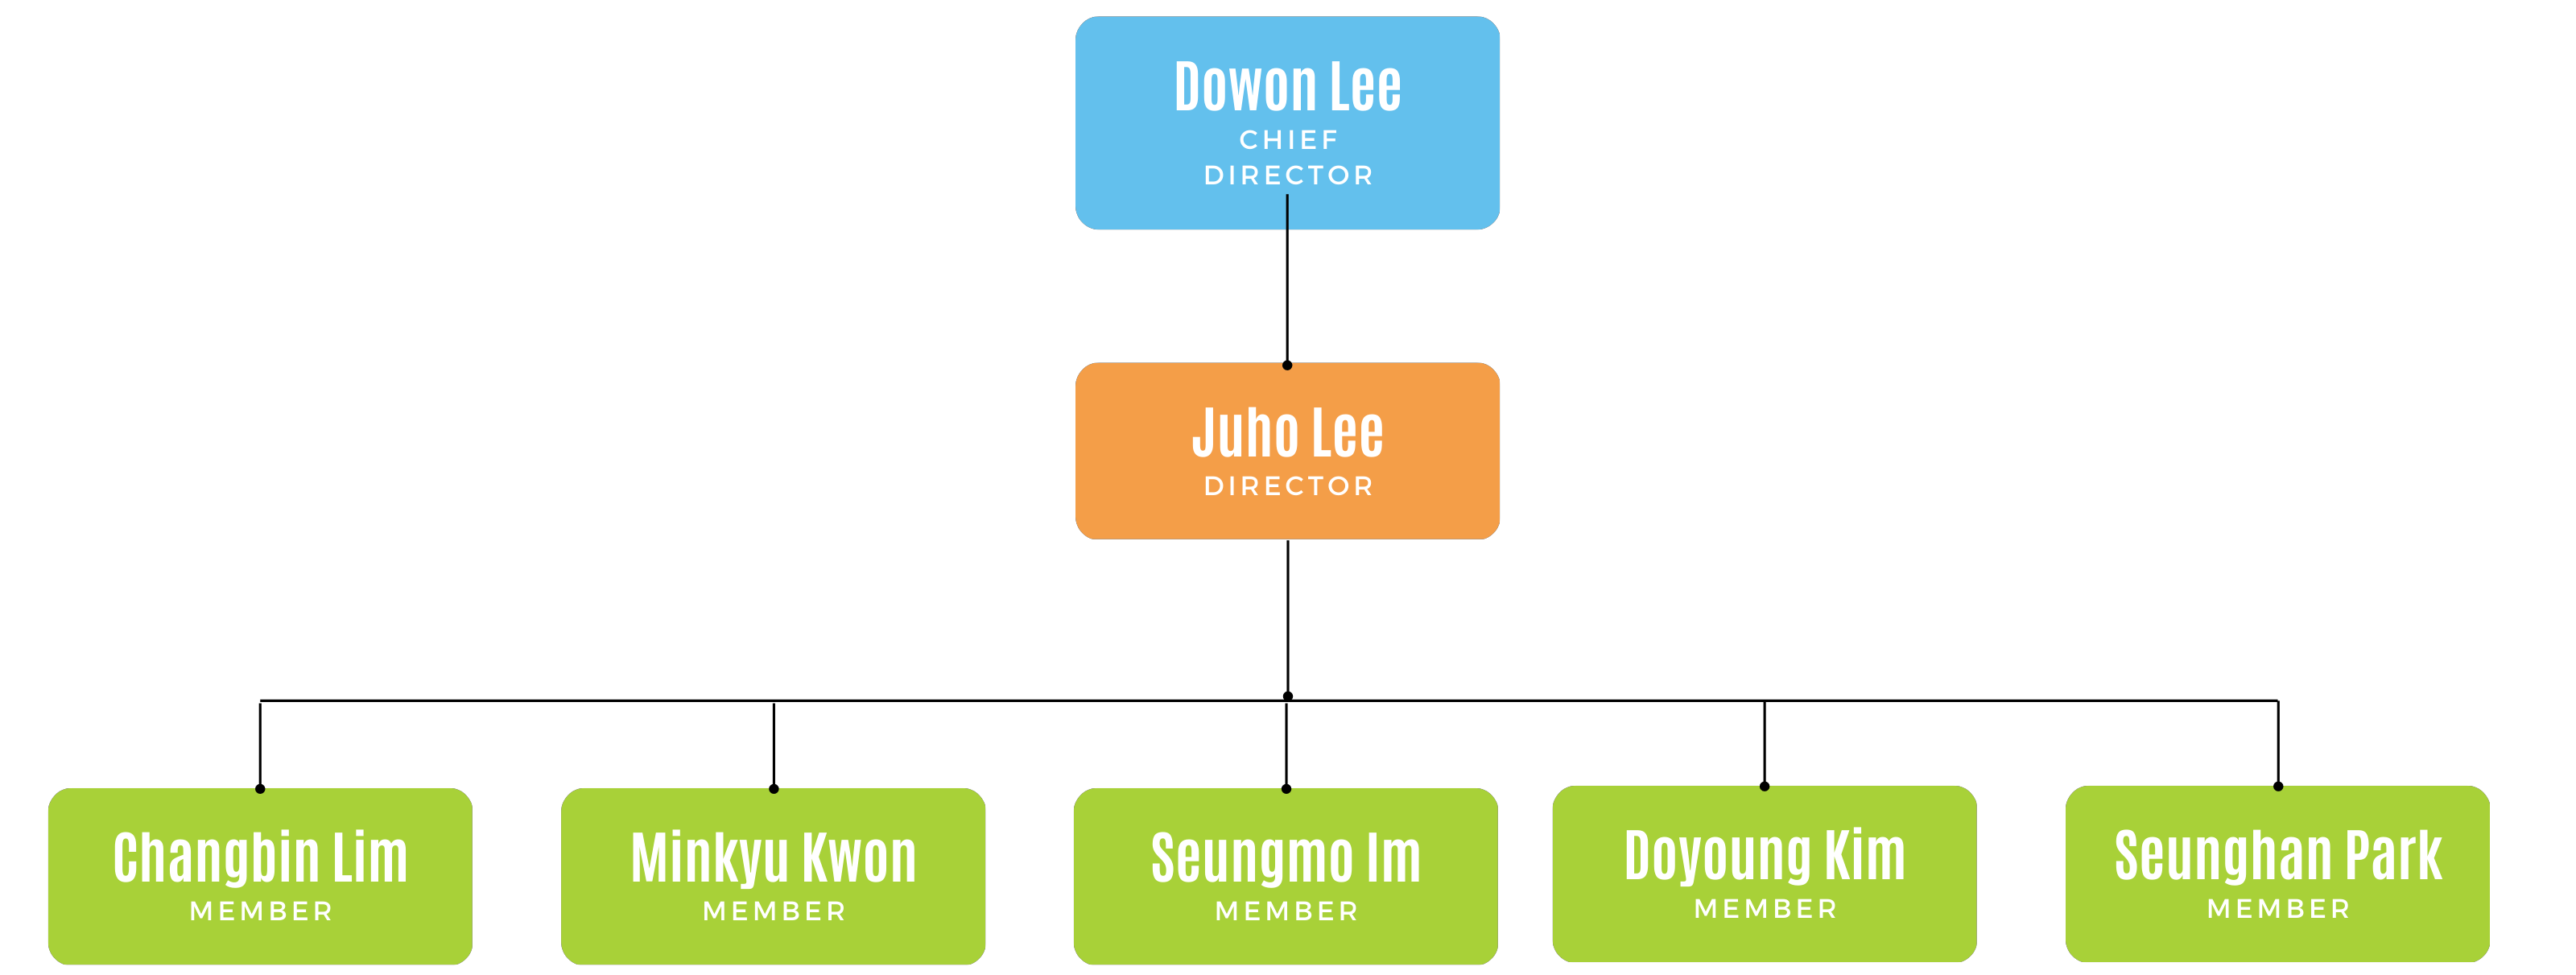 Dowon Lee
CHIEF
DIRECTOR
Juho Lee
DIRECTOR
Changbin Lim
MEMBER
Minkyu Kwon
MEMBER
Seungmo Im
MEMBER
Doyoung Kim
MEMBER
Seunghan Park
MEMBER